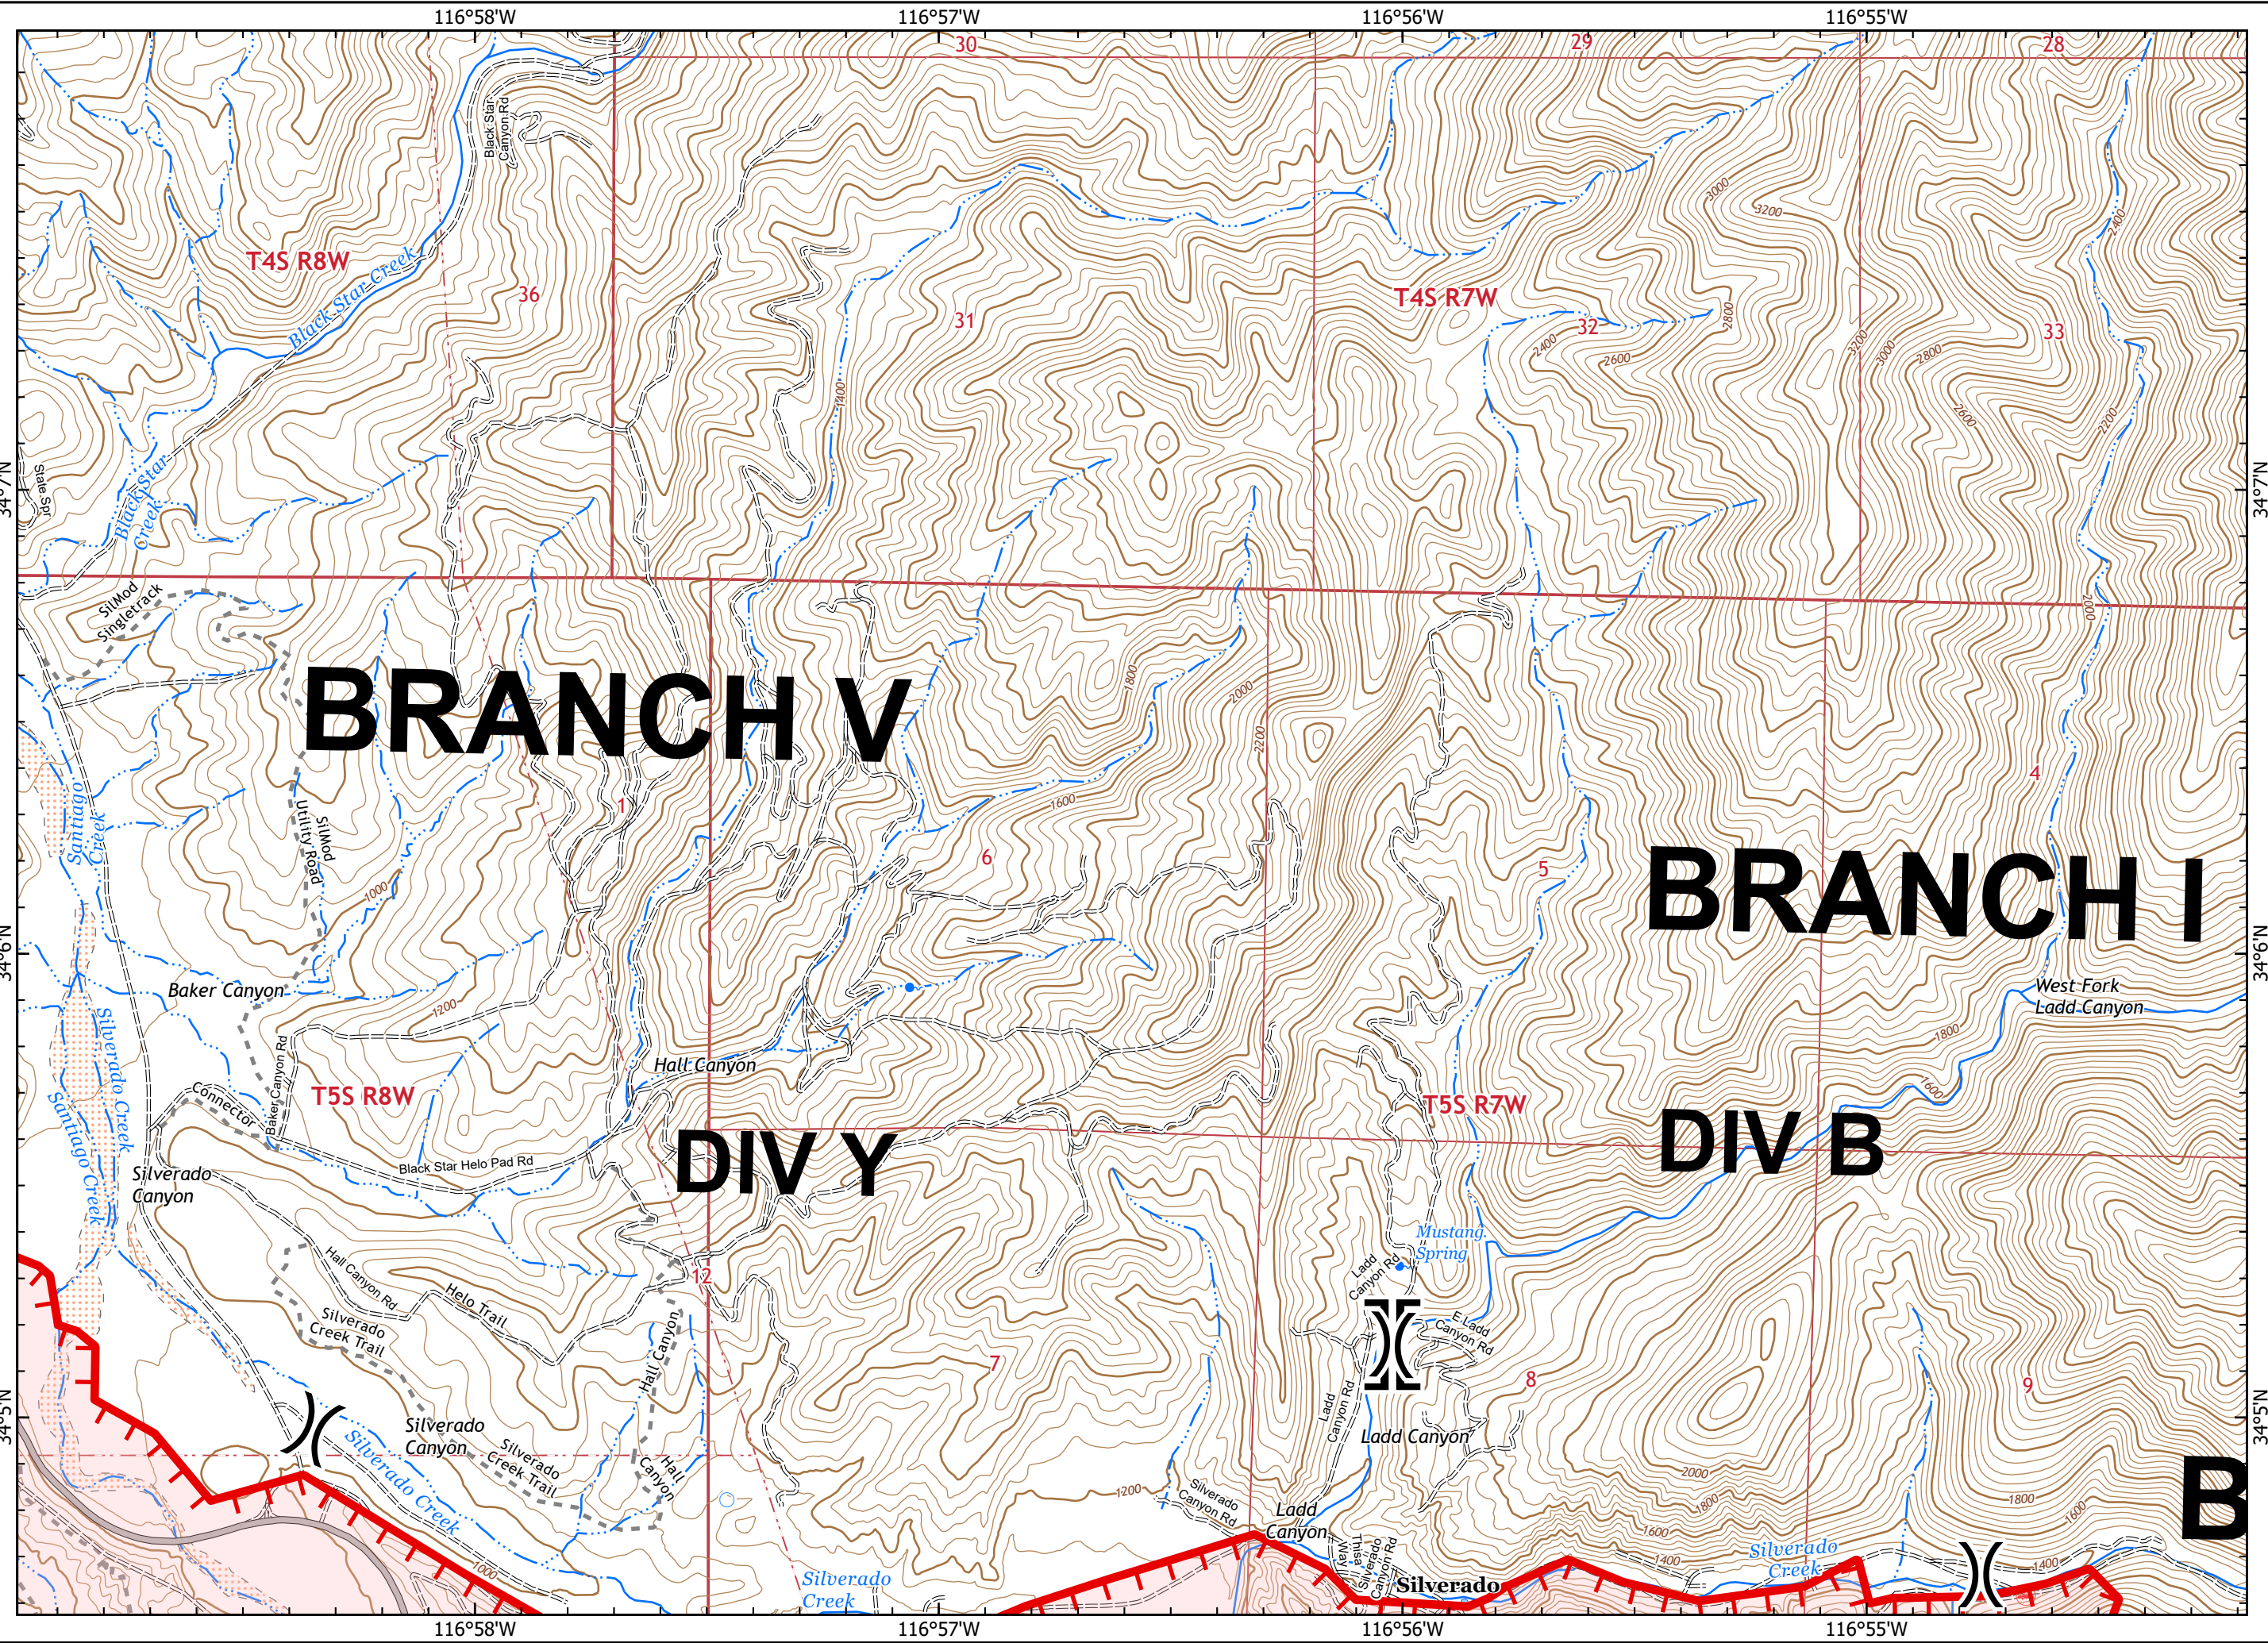 116°58'W
116°57'W
116°56'W
116°55'W
30
29
28
Black Star
Canyon Rd
3000
3200
2400
T4S R8W
Black Star Creek
36
31
T4S R7W
32
2800
33
2400
2600
3200
3000
2800
1400
2600
2200
34°7'N
State Spr
Black Star
Creek
34°7'N
SilMod
Singletrack
2000
BRANCH V
1800
2000
2200
4
Santiago
Creek
SilMod
Utility Road
1
1600
6
5
1000
BRANCH I
34°6'N
34°6'N
Baker Canyon
1200
West Fork
Ladd Canyon
1800
Silverado Creek
Santiago Creek
Connector
Baker Canyon Rd
Hall Canyon
T5S R8W
T5S R7W
1600
DIV Y
DIV B
Black Star Helo Pad Rd
Silverado
Canyon
Mustang
Spring
Ladd
Canyon Rd
12
Hall Canyon Rd
Helo Trail
Silverado
Creek Trail
Hall Canyon
E Ladd
Canyon Rd
7
8
9
Ladd
Canyon Rd
34°5'N
34°5'N
Silverado
Canyon
Ladd Canyon
Silverado Creek
Silverado
Creek Trail
Hall
Canyon
1200
Silverado
Canyon Rd
2000
1800
1800
1600
B
Ladd
Canyon
1600
1000
Thisa
Way
Silverado
Canyon Rd
1400
Silverado
Creek
1400
Silverado
Silverado
Creek
116°58'W
116°57'W
116°56'W
116°55'W